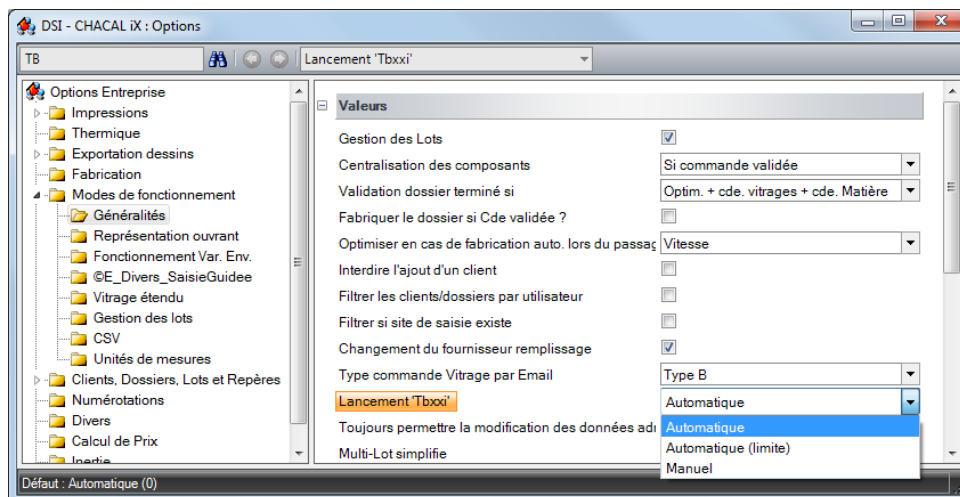 DSI - CHACAL iX : Options
TB
Lancement 'Tbxxi'
Options Entreprise
Impressions
Thermique
Exportation dessins
Fabrication
Modes de fonctionnement
Généralités
Représentation ouvrant
Fonctionnement Var. Env.
©E_Divers_SaisieGuidee
Vitrage étendu
Gestion des lots
CSV
Unités de mesures
Clients, Dossiers, Lots et Repères
Numérotations
Divers
Calcul de Prix
Inertie
Valeurs
Gestion des Lots
Centralisation des composants Si commande validée
Validation dossier terminé si Optim. + cde. vitrages + cde. Matière
Fabriquer le dossier si Cde validée ?
Optimiser en cas de fabrication auto. lors du passag Vitesse
Interdire l'ajout d'un client
Filtrer les clients/dossiers par utilisateur
Filtrer si site de saisie existe
Changement du fournisseur remplissage
Type commande Vitrage par Email Type B
Lancement 'Tbxxi' Automatique
Toujours permettre la modification des données adr Automatique
Automatique (limite)
Multi-Lot simplifie Manuel
Défaut : Automatique (0)